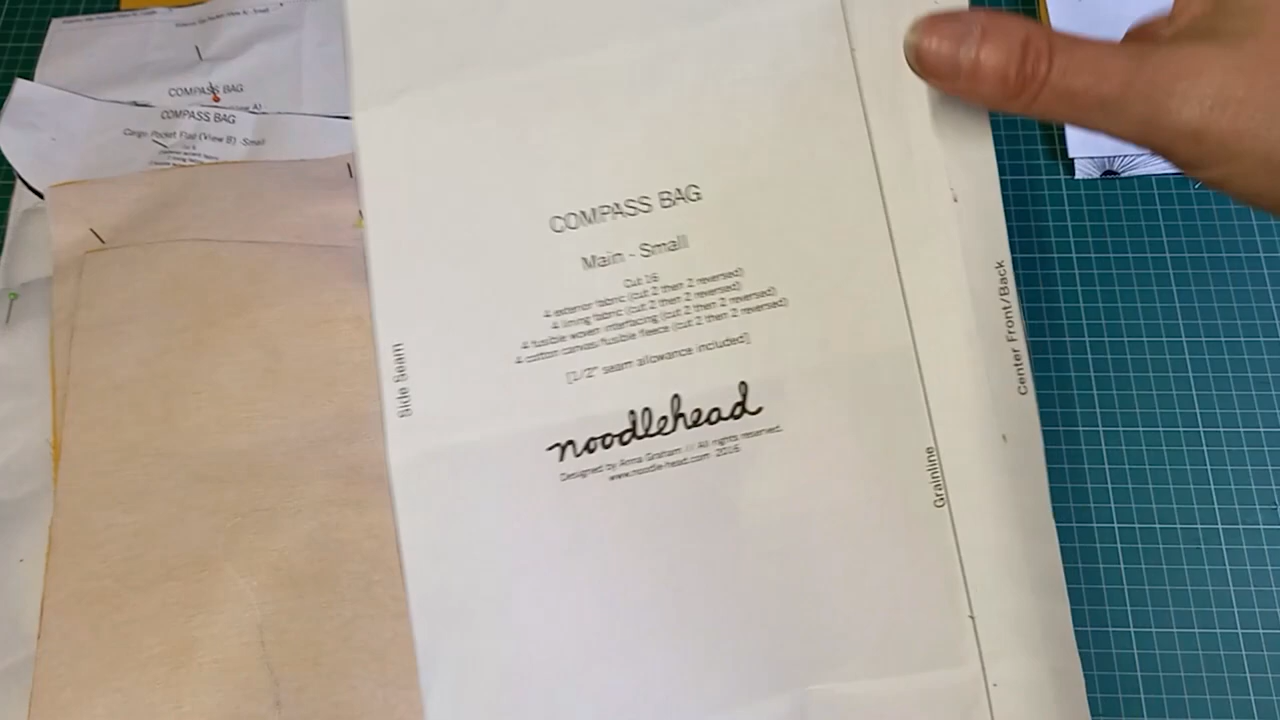 COMPASS BAG
COMPASS BAG
Cargo Pocket Flap (View B) -Small
COMPASS BAG
Main - Small
Cut 16
4 exterior fabric (cut 2 then 2 reversed)
4 lining fabric (cut 2 then 2 reversed)
4 fusible woven interfacing (cut 2 then 2 reversed)
4 cotton canvas/fusible fleece (cut 2 then 2 reversed)
[1/2" seam allowance included]
noodlehead
Designed by Anna Graham // All rights reserved.
www.noodle-head.com 2016
Side Seam
Grainline
Center Front/Back